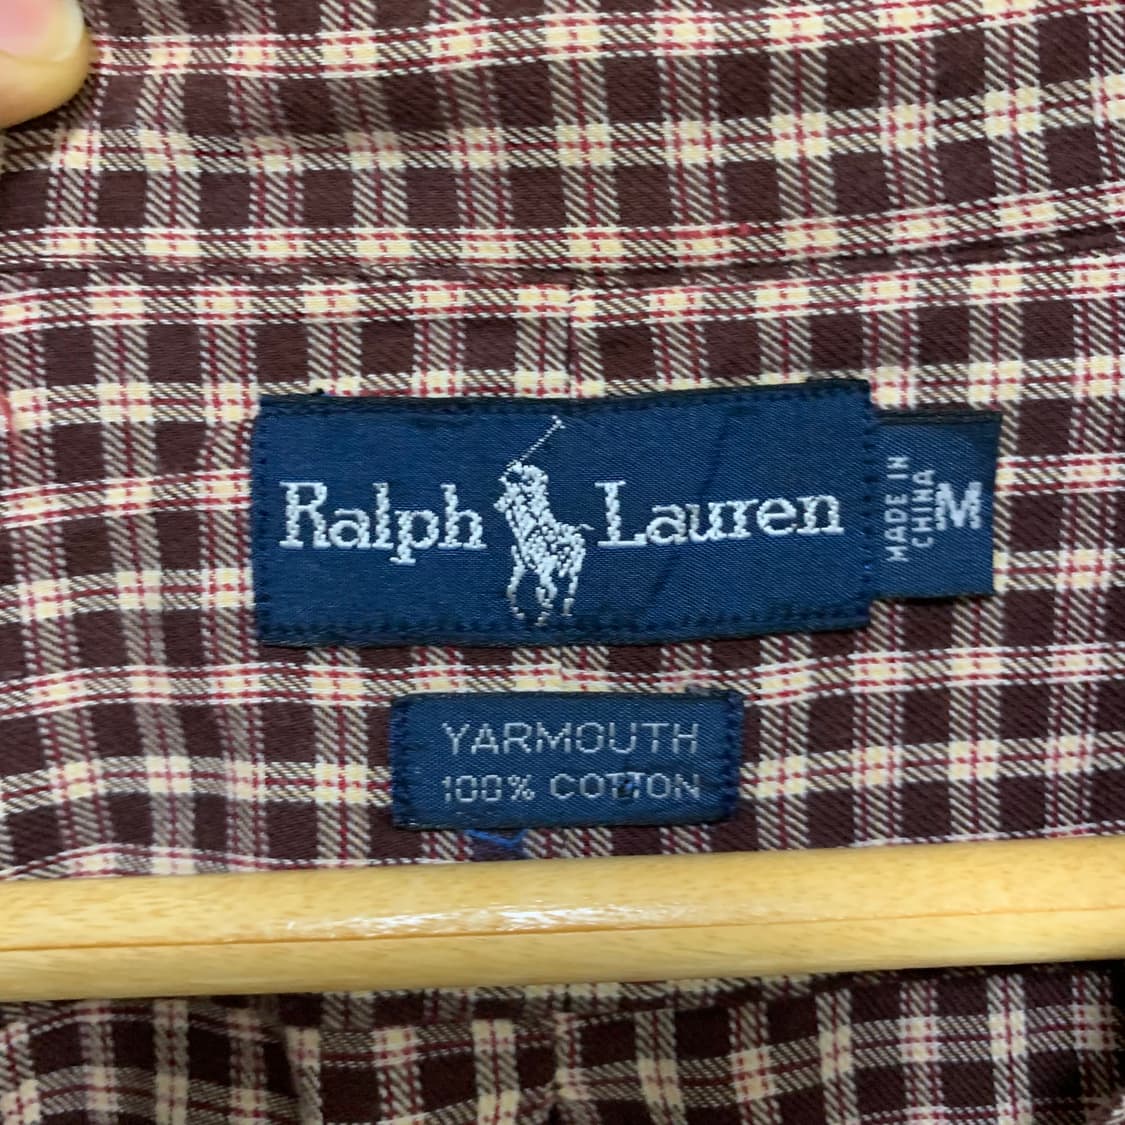 Ralph Lauren
MADE IN
CHINA
M
YARMOUTH
100% COTTON